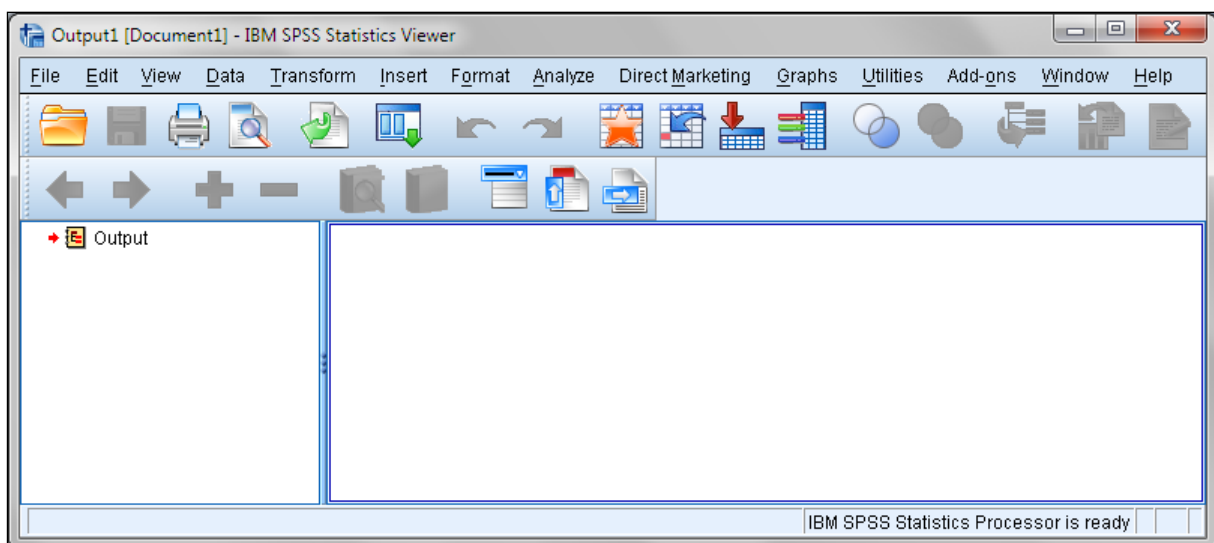 Output1 [Document1] - IBM SPSS Statistics Viewer
File Edit View Data Transform Insert Format Analyze Direct Marketing Graphs Utilities Add-ons Window Help
Output
IBM SPSS Statistics Processor is ready